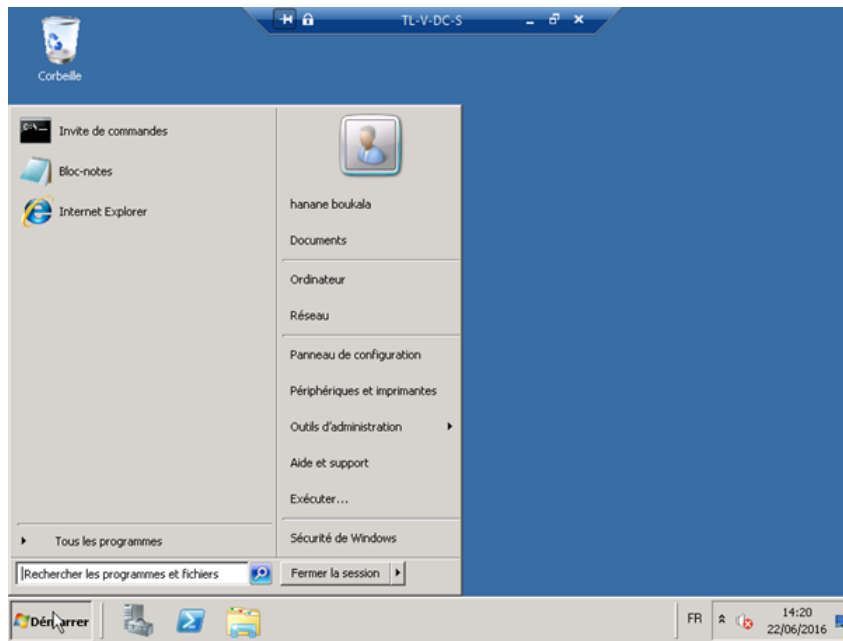 TL-V-DC-S
Corbeille
Invite de commandes
Bloc-notes
Internet Explorer
hanane boukala
Documents
Ordinateur
Réseau
Panneau de configuration
Périphériques et imprimantes
Outils d'administration
Aide et support
Exécuter...
Sécurité de Windows
Tous les programmes
Rechercher les programmes et fichiers
Fermer la session
Démarrer
FR
14:20
22/06/2016